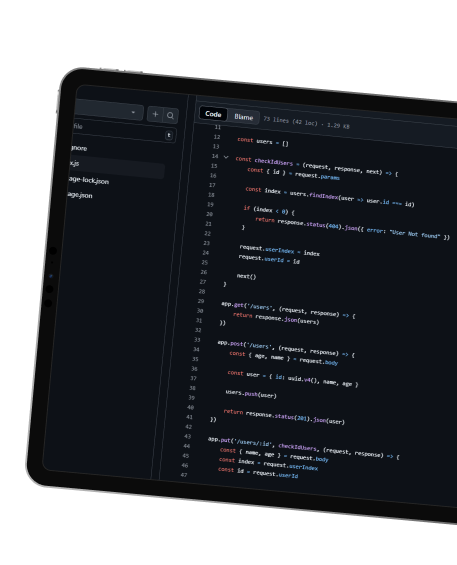 Code Blame 73 lines (42 loc) · 1.29 KB
file
t
gnore
x.js
age-lock.json
age.json
11
12 const users = []
13
14 const checkIdUsers = (request, response, next) => {
15 const { id } = request.params
16
17 const index = users.findIndex(user => user.id === id)
18
19 if (index < 0) {
20 return response.status(404).json({ error: "User Not found" })
21 }
22
23 request.userIndex = index
24 request.userId = id
25
26 next()
27 }
28
29 app.get('/users', (request, response) => {
30 return response.json(users)
31 })
32
33 app.post('/users', (request, response) => {
34 const { age, name } = request.body
35
36 const user = { id: uuid.v4(), name, age }
37
38 users.push(user)
39
40 return response.status(201).json(user)
41 })
42
43 app.put('/users/:id', checkIdUsers, (request, response) => {
44 const { name, age } = request.body
45 const index = request.userIndex
46 const id = request.userId
47